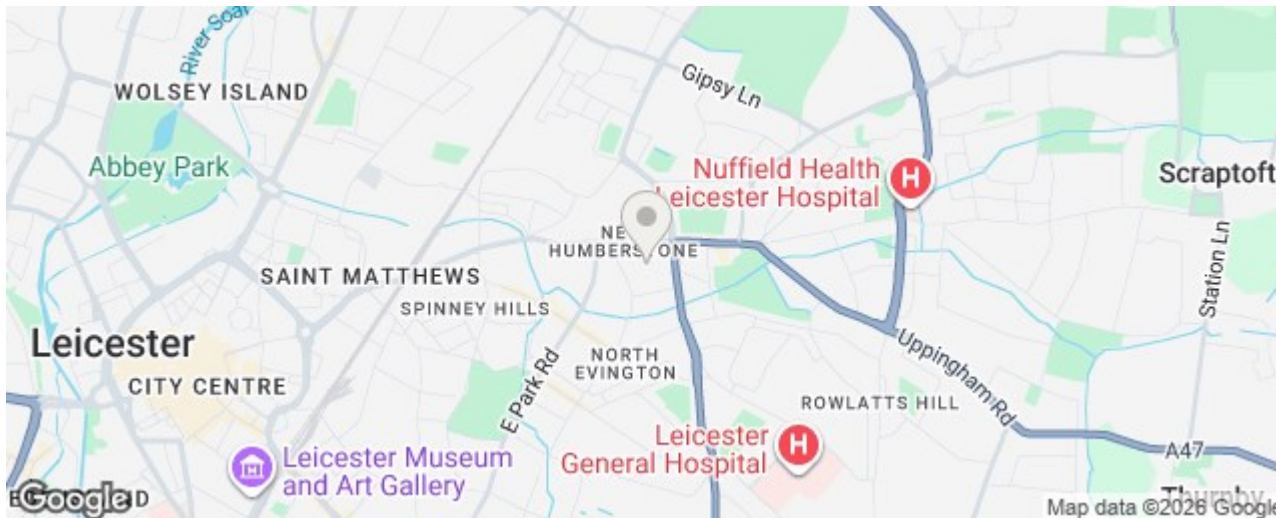 River Soar
WOLSEY ISLAND
Gipsy Ln
Abbey Park
Nuffield Health
Leicester Hospital
Scraptoft
NE
HUMBERSTONE
SAINT MATTHEWS
SPINNEY HILLS
Station Ln
Leicester
CITY CENTRE
NORTH
EVINGTON
E Park Rd
Uppingham Rd
ROWLATTS HILL
Leicester
General Hospital
H
H
A47
Leicester Museum
and Art Gallery
Thurnby
Google
Map data ©2026 Google